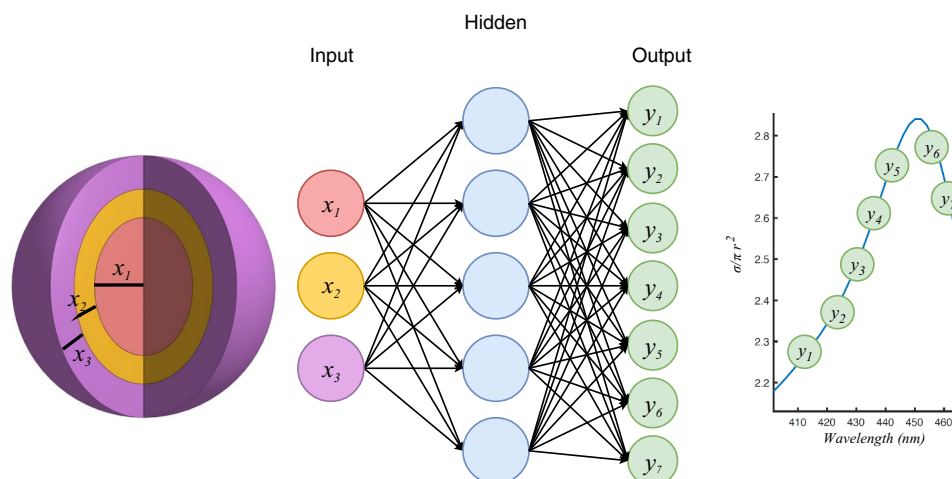 Hidden
Input
Output
x₁
x₂
x₃
x₁
x₂
x₃
y₁
y₂
y₃
y₄
y₅
y₆
y₇
σ/π r²
2.8
2.7
2.6
2.5
2.4
2.3
2.2
y₁
y₂
y₃
y₄
y₅
y₆
410 420 430 440 450 460
Wavelength (nm)